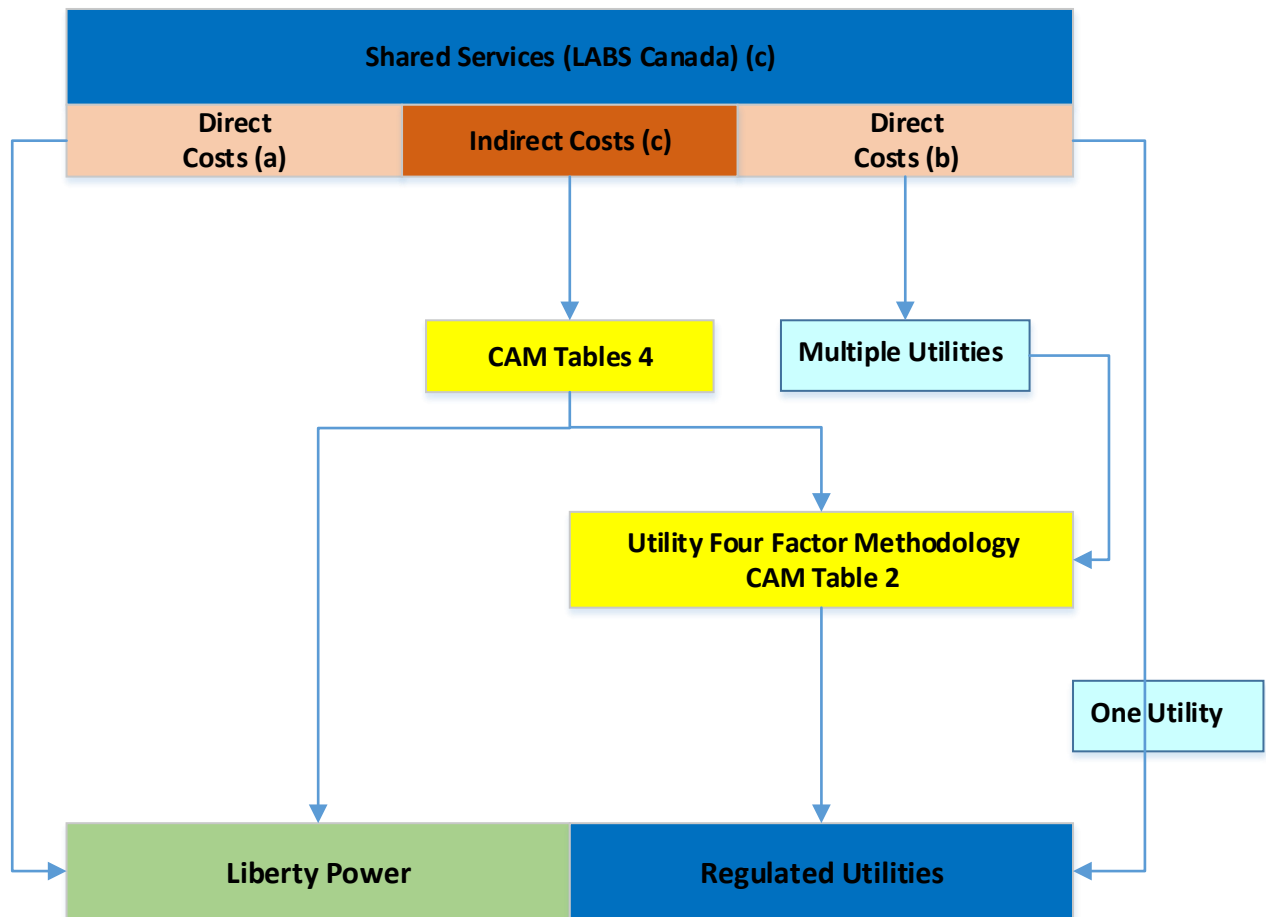 Shared Services (LABS Canada) (c)
Direct
Costs (a)
Indirect Costs (c)
Direct
Costs (b)
CAM Tables 4
Multiple Utilities
Utility Four Factor Methodology
CAM Table 2
One Utility
Liberty Power
Regulated Utilities